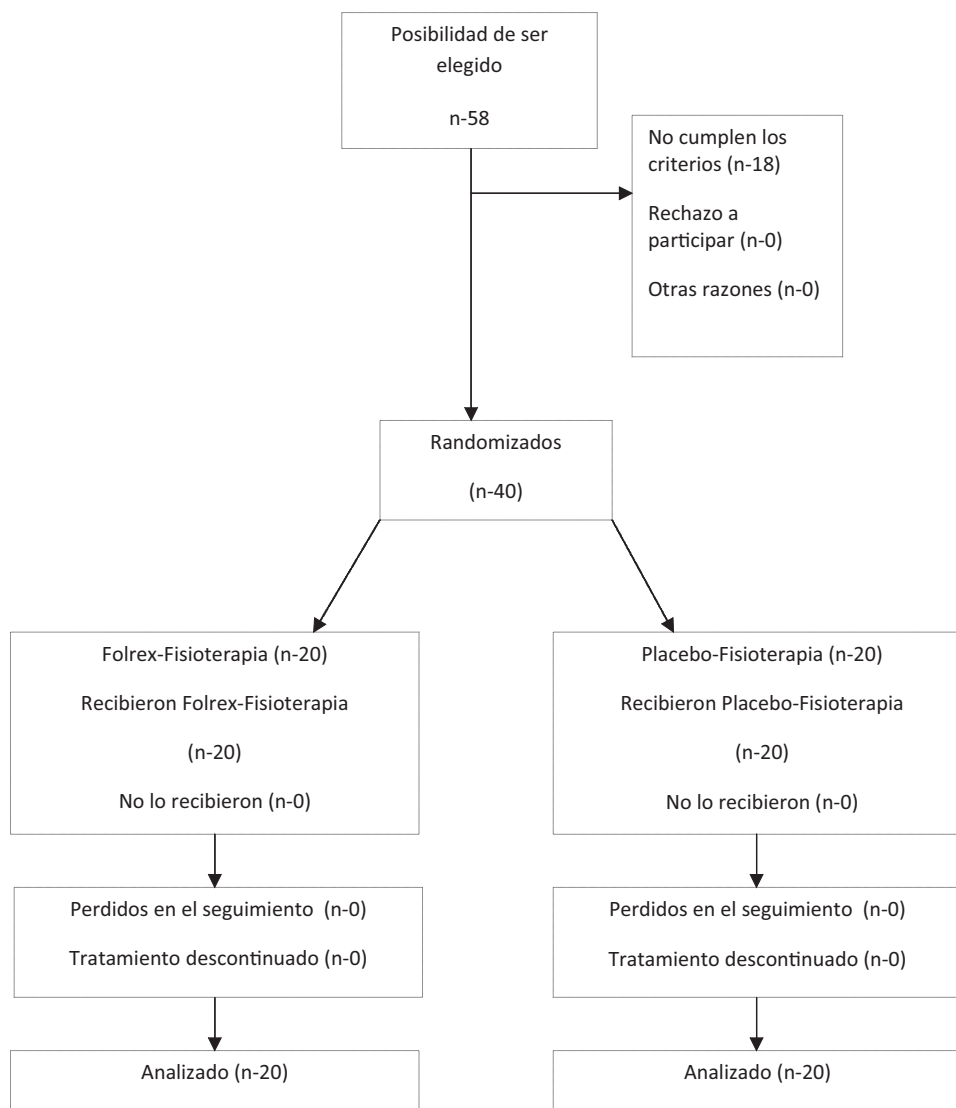 Posibilidad de ser
elegido
n-58
No cumplen los
criterios (n-18)
Rechazo a
participar (n-0)
Otras razones (n-0)
Randomizados
(n-40)
Folrex-Fisioterapia (n-20)
Recibieron Folrex-Fisioterapia
(n-20)
No lo recibieron (n-0)
Placebo-Fisioterapia (n-20)
Recibieron Placebo-Fisioterapia
(n-20)
No lo recibieron (n-0)
Perdidos en el seguimiento (n-0)
Tratamiento descontinuado (n-0)
Perdidos en el seguimiento (n-0)
Tratamiento descontinuado (n-0)
Analizado (n-20)
Analizado (n-20)